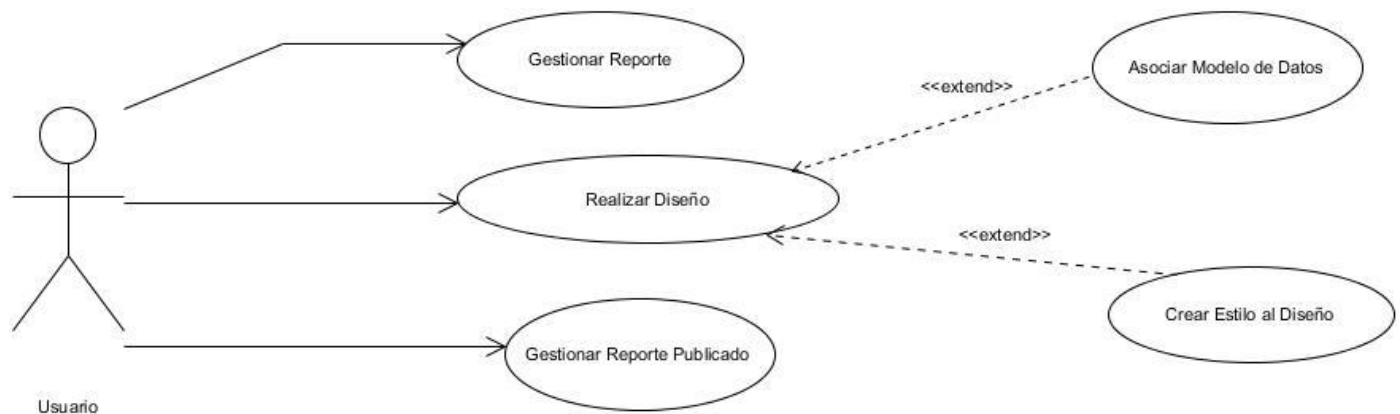 Gestionar Reporte
Asociar Modelo de Datos
<<extend>>
Realizar Diseño
<<extend>>
Crear Estilo al Diseño
Gestionar Reporte Publicado
Usuario